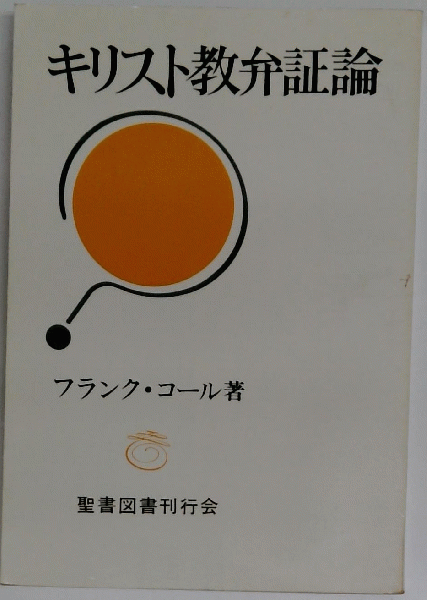 キリスト教弁証論
フランク・コール著
聖書図書刊行会